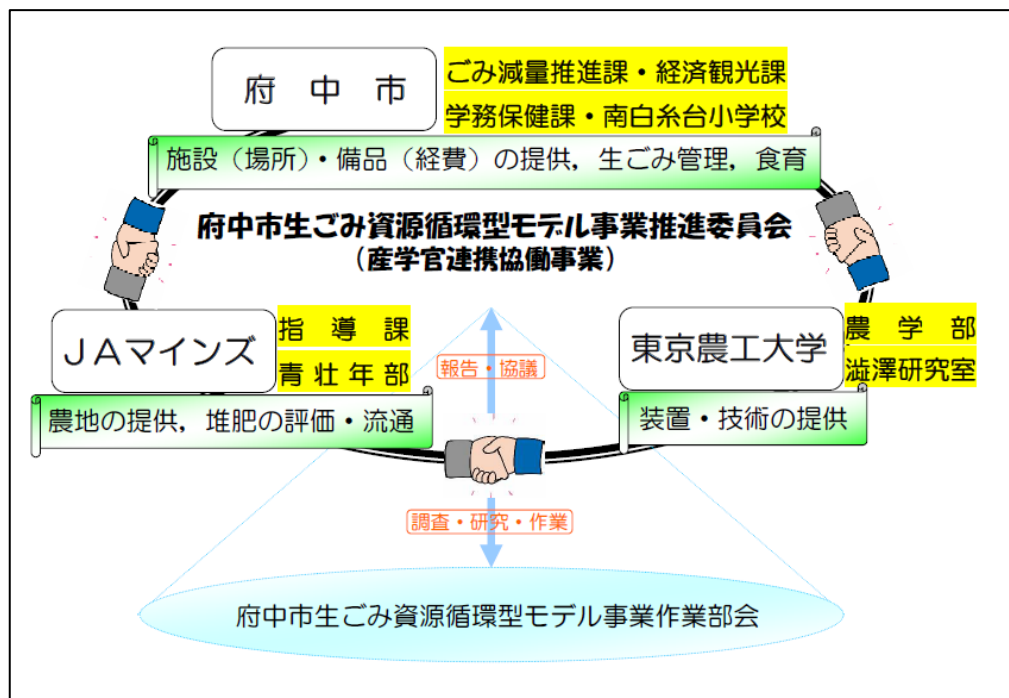 府中市
ごみ減量推進課・経済観光課
学務保健課・南白糸台小学校
施設（場所）・備品（経費）の提供，生ごみ管理，食育
府中市生ごみ資源循環型モデル事業推進委員会
（産学官連携協働事業）
ＪＡマインズ
指導課
青壮年部
農地の提供，堆肥の評価・流通
東京農工大学
農学部
澁澤研究室
装置・技術の提供
報告・協議
調査・研究・作業
府中市生ごみ資源循環型モデル事業作業部会